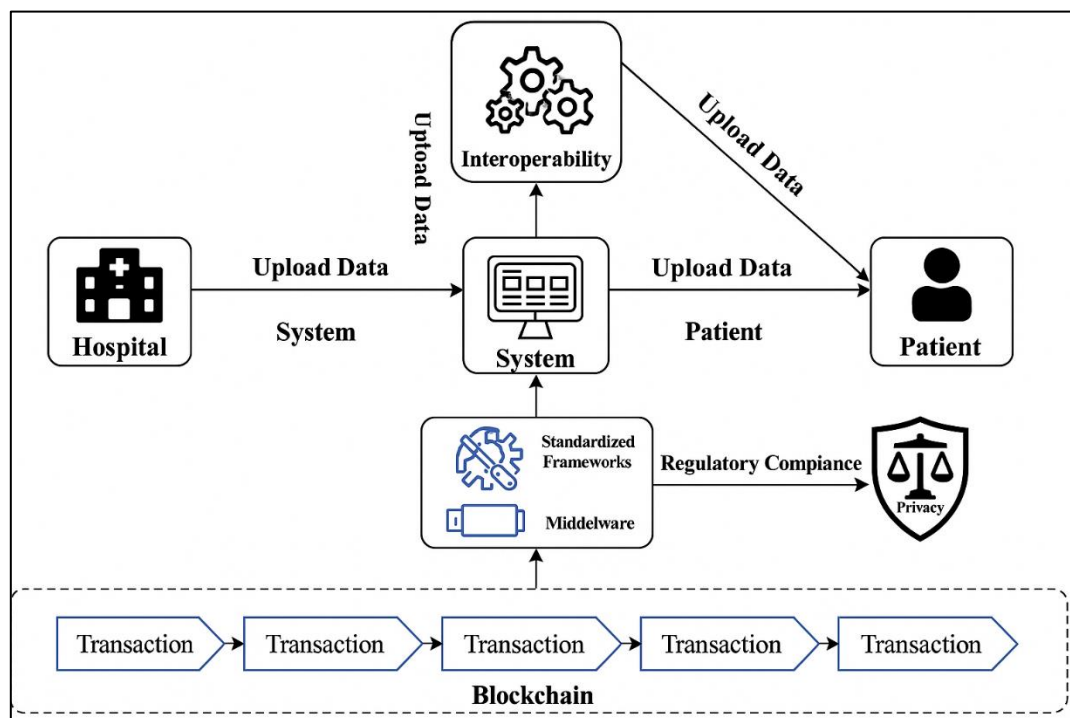 Interoperability
Uptoad Data
Upload Data
Hospital
Upload Data
System
System
Upload Data
Patient
Patient
Standardized
Frameworks
Middelware
Regulatory Compiance
Privacy
Transaction
Transaction
Transaction
Transaction
Transaction
Blockchain